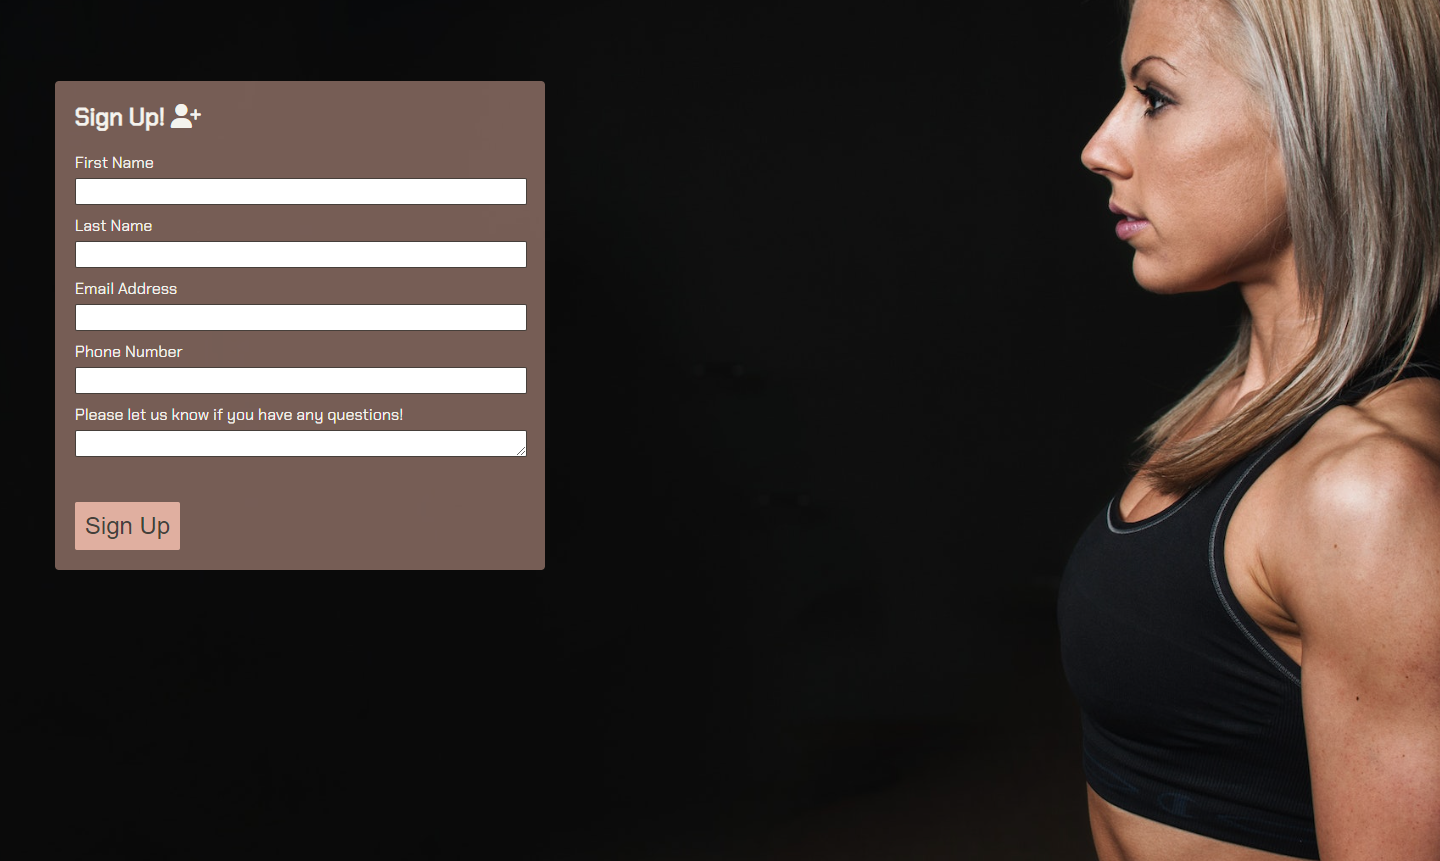 Sign Up!
First Name
Last Name
Email Address
Phone Number
Please let us know if you have any questions!
Sign Up